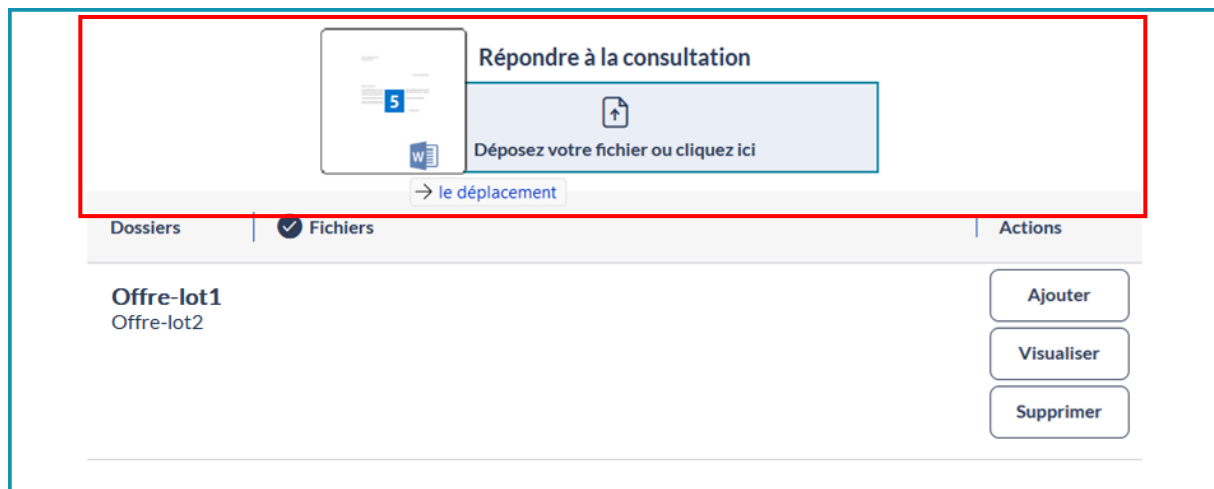 Répondre à la consultation
5
W
Déposez votre fichier ou cliquez ici
→ le déplacement
Dossiers
Fichiers
Actions
Offre-lot1
Offre-lot2
Ajouter
Visualiser
Supprimer